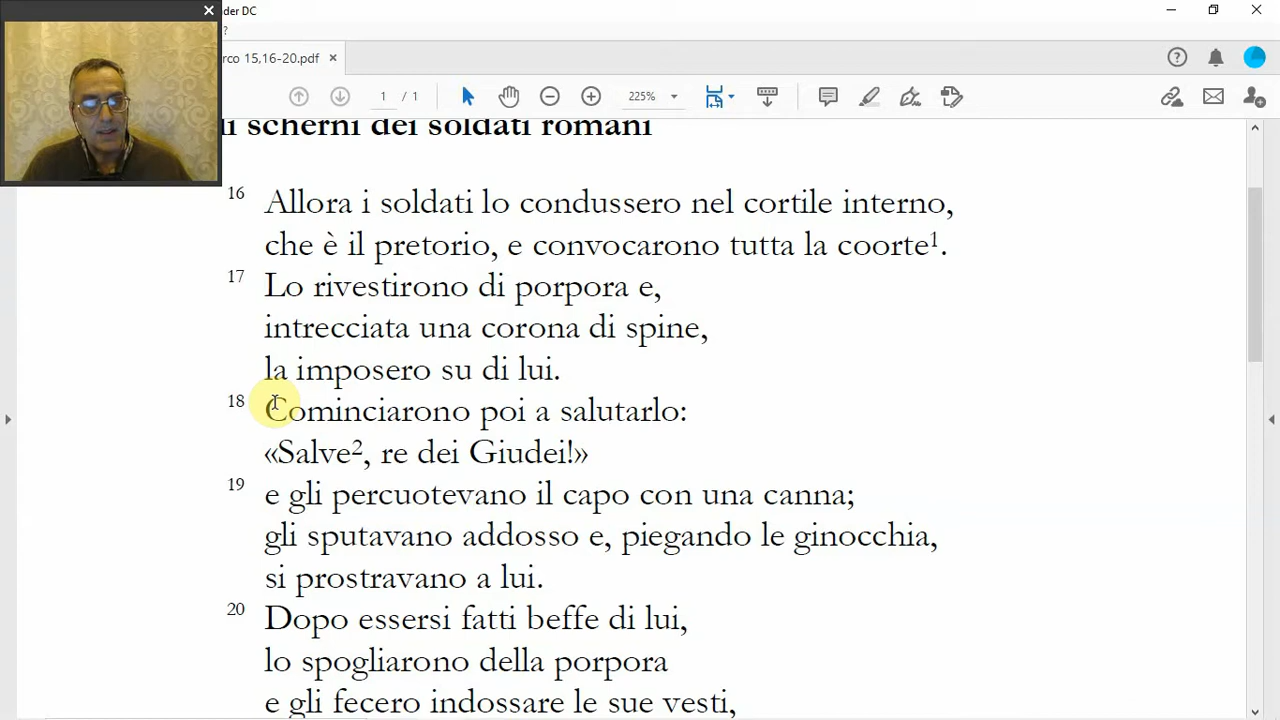 der DC
?
rco 15,16-20.pdf
1 / 1
225%
li scherni dei soldati romani
16 Allora i soldati lo condussero nel cortile interno,
che è il pretorio, e convocarono tutta la coorte¹.
17 Lo rivestirono di porpora e,
intrecciata una corona di spine,
la imposero su di lui.
18 Cominciarono poi a salutarlo:
«Salve², re dei Giudei!»
19 e gli percuotevano il capo con una canna;
gli sputavano addosso e, piegando le ginocchia,
si prostravano a lui.
20 Dopo essersi fatti beffe di lui,
lo spogliarono della porpora
e gli fecero indossare le sue vesti,